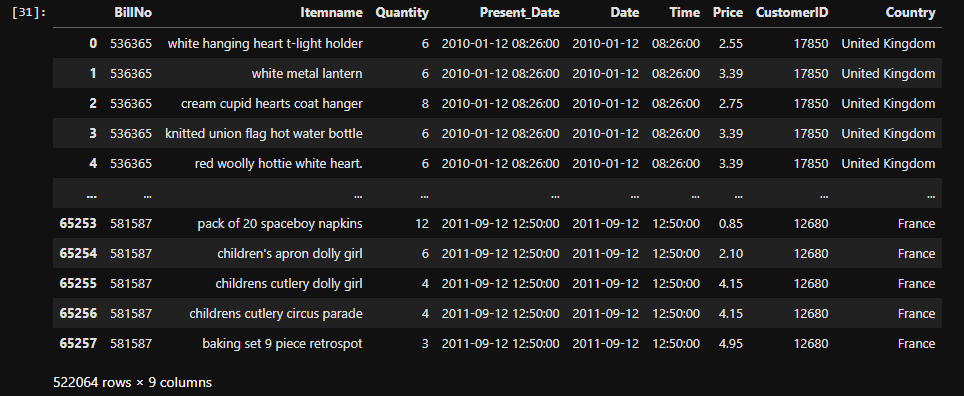 [31]: BillNo Itemname Quantity Present_Date Date Time Price CustomerID Country
0 536365 white hanging heart t-light holder 6 2010-01-12 08:26:00 2010-01-12 08:26:00 2.55 17850 United Kingdom
1 536365 white metal lantern 6 2010-01-12 08:26:00 2010-01-12 08:26:00 3.39 17850 United Kingdom
2 536365 cream cupid hearts coat hanger 8 2010-01-12 08:26:00 2010-01-12 08:26:00 2.75 17850 United Kingdom
3 536365 knitted union flag hot water bottle 6 2010-01-12 08:26:00 2010-01-12 08:26:00 3.39 17850 United Kingdom
4 536365 red woolly hottie white heart. 6 2010-01-12 08:26:00 2010-01-12 08:26:00 3.39 17850 United Kingdom
... ... ... ... ... ... ... ... ... ...
65253 581587 pack of 20 spaceboy napkins 12 2011-09-12 12:50:00 2011-09-12 12:50:00 0.85 12680 France
65254 581587 children's apron dolly girl 6 2011-09-12 12:50:00 2011-09-12 12:50:00 2.10 12680 France
65255 581587 childrens cutlery dolly girl 4 2011-09-12 12:50:00 2011-09-12 12:50:00 4.15 12680 France
65256 581587 childrens cutlery circus parade 4 2011-09-12 12:50:00 2011-09-12 12:50:00 4.15 12680 France
65257 581587 baking set 9 piece retrospot 3 2011-09-12 12:50:00 2011-09-12 12:50:00 4.95 12680 France
522064 rows × 9 columns